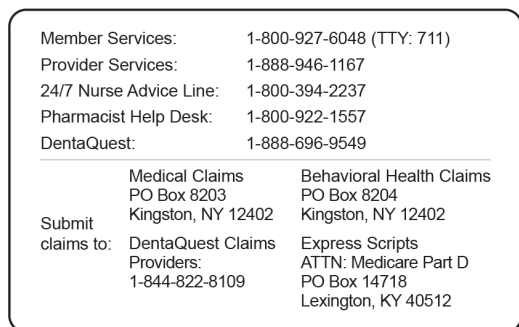 Member Services: 1-800-927-6048 (TTY: 711)
Provider Services: 1-888-946-1167
24/7 Nurse Advice Line: 1-800-394-2237
Pharmacist Help Desk: 1-800-922-1557
DentaQuest: 1-888-696-9549
Submit
claims to:
Medical Claims
PO Box 8203
Kingston, NY 12402
Behavioral Health Claims
PO Box 8204
Kingston, NY 12402
DentaQuest Claims
Providers:
1-844-822-8109
Express Scripts
ATTN: Medicare Part D
PO Box 14718
Lexington, KY 40512